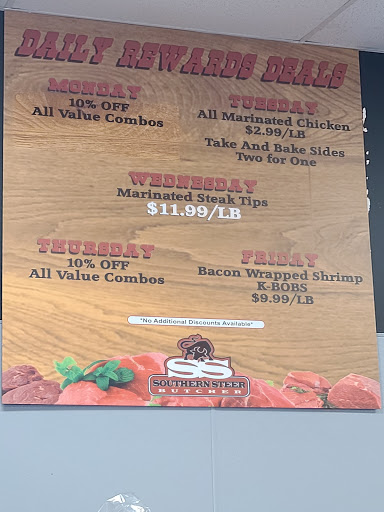 DAILY REWARDS DEALS
MONDAY
10% OFF
All Value Combos
TUESDAY
All Marinated Chicken
$2.99/LB
Take And Bake Sides
Two for One
WEDNESDAY
Marinated Steak Tips
$11.99/LB
THURSDAY
10% OFF
All Value Combos
FRIDAY
Bacon Wrapped Shrimp
K-BOBS
$9.99/LB
*No Additional Discounts Available*
SS
SOUTHERN STEER
BUTCHER